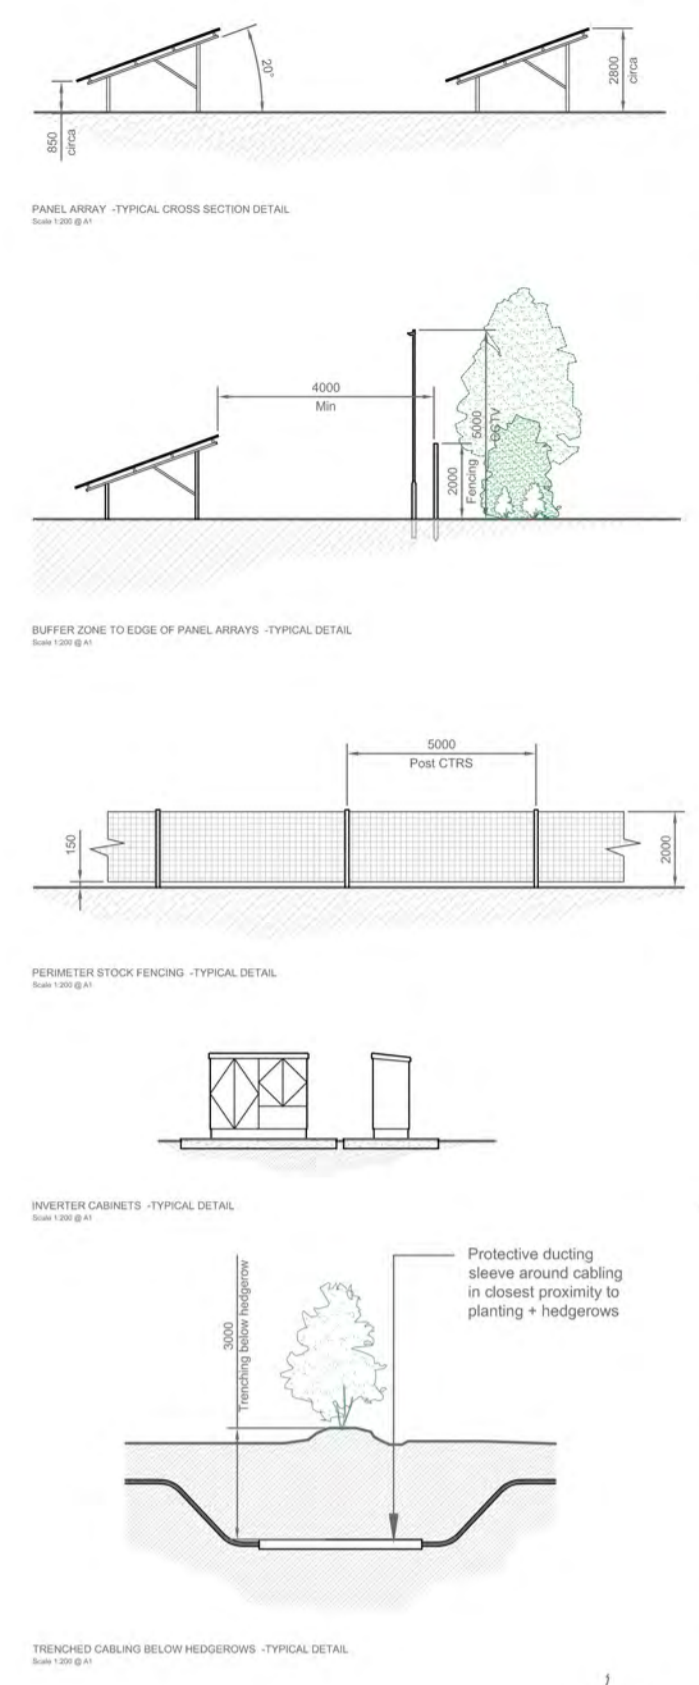 20°
2800
circa
850
circa
PANEL ARRAY -TYPICAL CROSS SECTION DETAIL
Scale 1:200 @ A1
4000
Min
5000
CCTV
2000
Fencing
BUFFER ZONE TO EDGE OF PANEL ARRAYS -TYPICAL DETAIL
Scale 1:200 @ A1
5000
Post CTRS
150
2000
PERIMETER STOCK FENCING -TYPICAL DETAIL
Scale 1:200 @ A1
INVERTER CABINETS -TYPICAL DETAIL
Scale 1:200 @ A1
Protective ducting
sleeve around cabling
in closest proximity to
planting + hedgerows
3000
Trenching below hedgerow
TRENCHED CABLING BELOW HEDGEROWS -TYPICAL DETAIL
Scale 1:200 @ A1